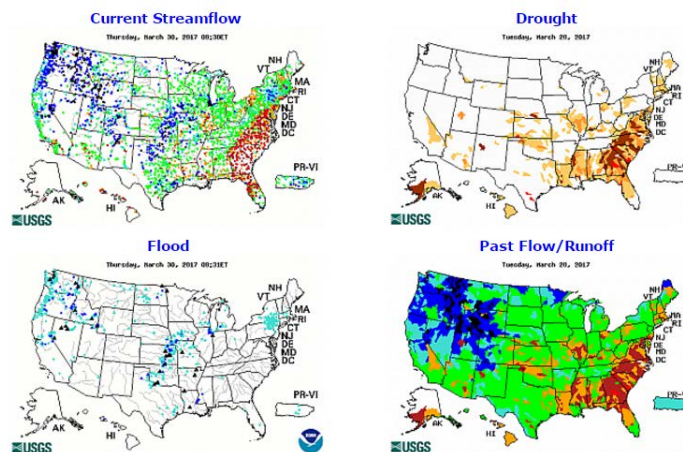 Current Streamflow
Thursday, March 30, 2017 08:30ET
NH
VT
MA
RI
CT
NJ
DE
MD
DC
PR-VI
AK
HI
USGS
Drought
Tuesday, March 28, 2017
NH
VT
MA
RI
CT
NJ
DE
MD
DC
PR-V
AK
HI
USGS
Flood
Thursday, March 30, 2017 08:31ET
NH
VT
MA
RI
CT
NJ
DE
MD
DC
PR-VI
AK
HI
USGS
Past Flow/Runoff
Tuesday, March 28, 2017
NH
VT
MA
RI
CT
NJ
DE
MD
DC
PR-V
AK
HI
USGS